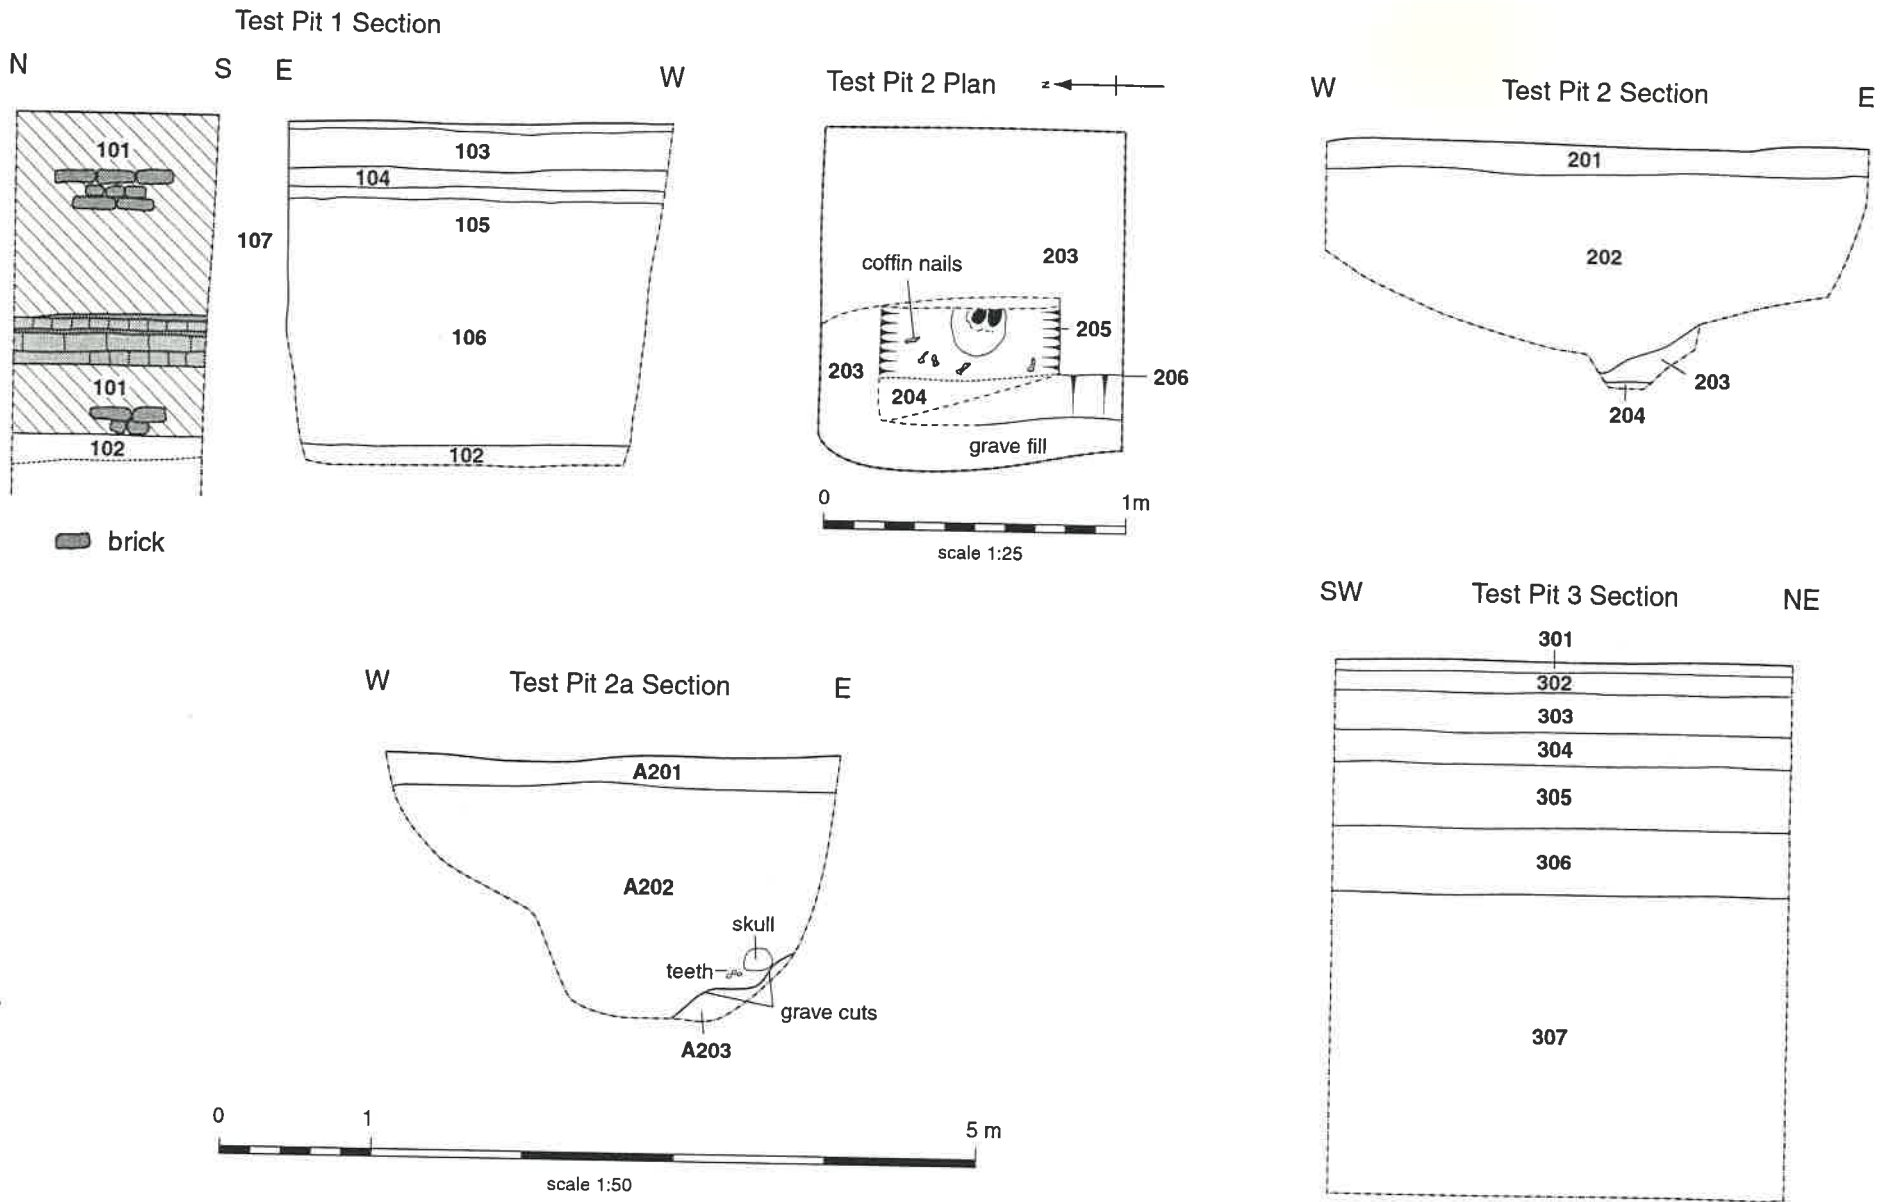 Test Pit 1 Section
N S E W
101
103
104
105
107
106
101
102
102
brick
Test Pit 2 Plan
N
coffin nails
203
205
203
206
204
grave fill
0 1m
scale 1:25
W Test Pit 2 Section E
201
202
203
204
W Test Pit 2a Section E
A201
A202
skull
teeth
grave cuts
A203
0 1 5 m
scale 1:50
SW Test Pit 3 Section NE
301
302
303
304
305
306
307